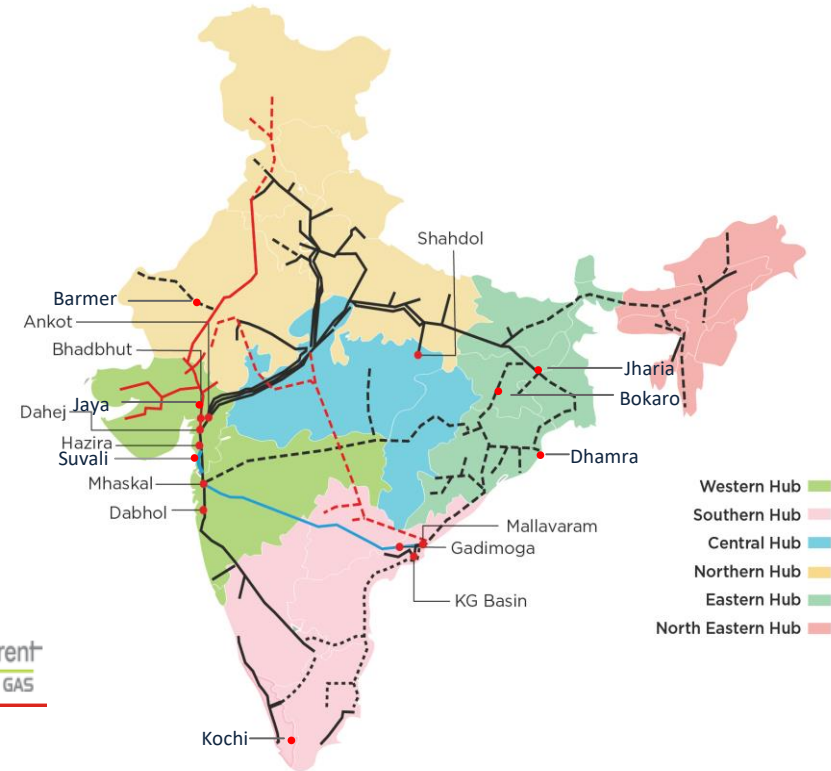 Shahdol
Barmer
Ankot
Bhadbhut
Jaya
Dahej
Hazira
Suvali
Mhaskal
Dabhol
Jharia
Bokaro
Dhamra
Mallavaram
Gadimoga
KG Basin
Kochi
Western Hub
Southern Hub
Central Hub
Northern Hub
Eastern Hub
North Eastern Hub
GAS